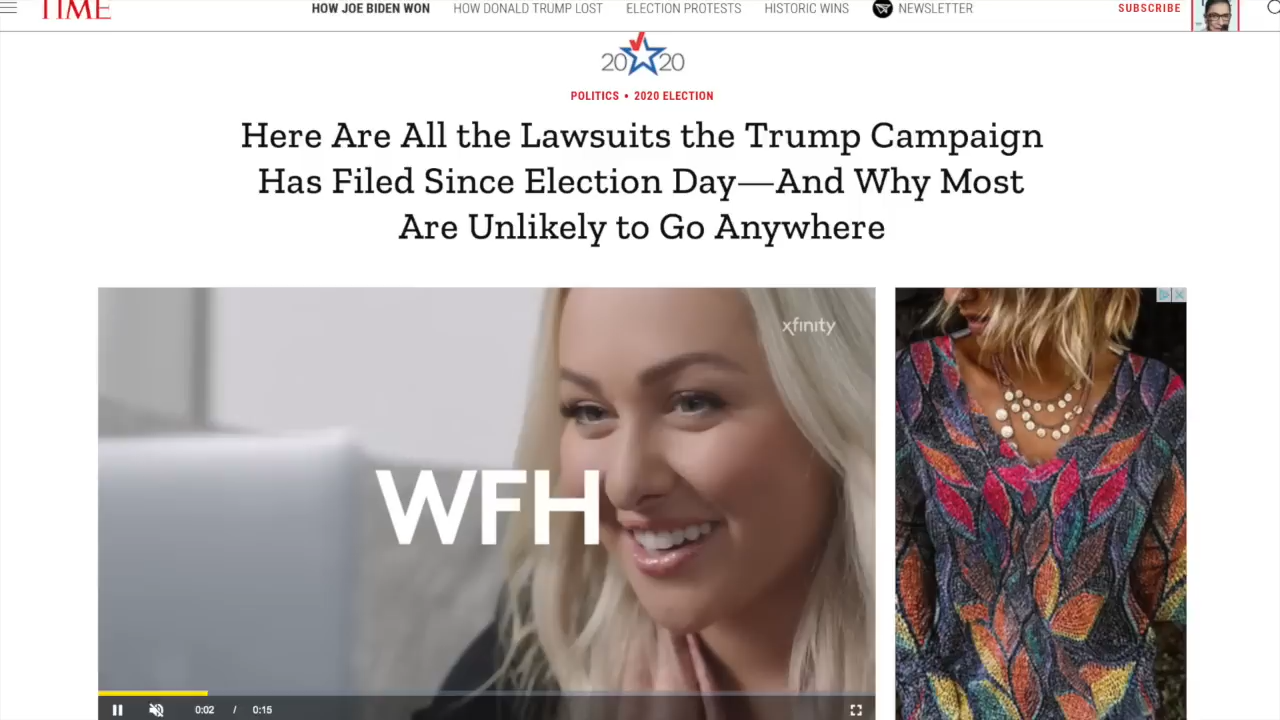 TIME
HOW JOE BIDEN WON
HOW DONALD TRUMP LOST
ELECTION PROTESTS
HISTORIC WINS
NEWSLETTER
SUBSCRIBE
2020
POLITICS • 2020 ELECTION
Here Are All the Lawsuits the Trump Campaign
Has Filed Since Election Day—And Why Most
Are Unlikely to Go Anywhere
xfinity
WFH
0:02 / 0:15